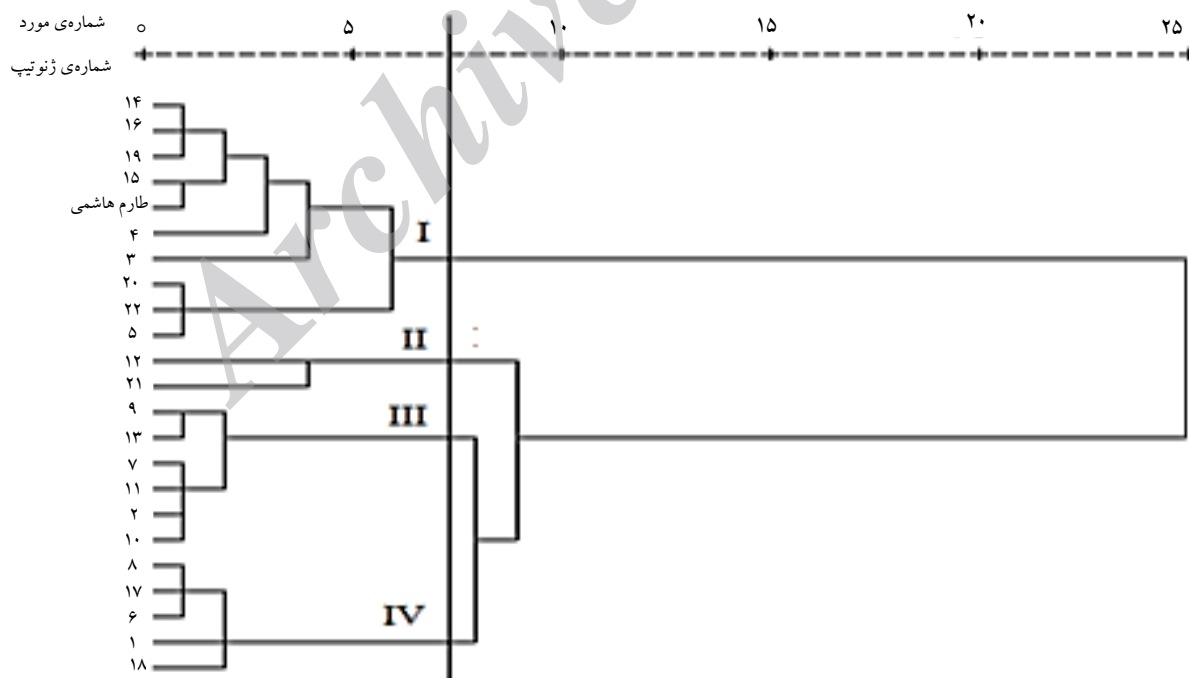 شماره‌ی مورد ۰ ۵ ۱۰ ۱۵ ۲۰ ۲۵
شماره‌ی ژنوتیپ
۱۴
۱۶
۱۹
۱۵
طارم هاشمی
۴
I
۳
۲۰
۲۲
۵
II
۱۲
۲۱
۹
III
۱۳
۷
۱۱
۲
۱۰
۸
۱۷
۶
IV
۱
۱۸
Archive